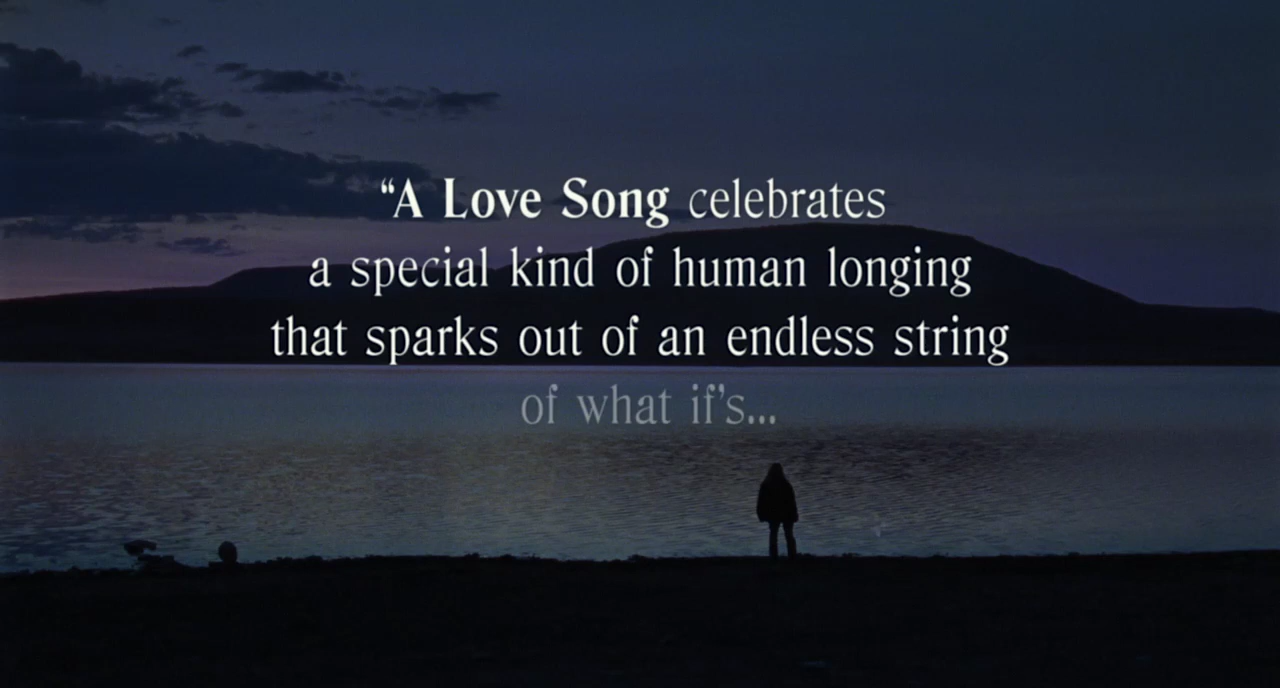 “A Love Song celebrates
a special kind of human longing
that sparks out of an endless string
of what if’s...